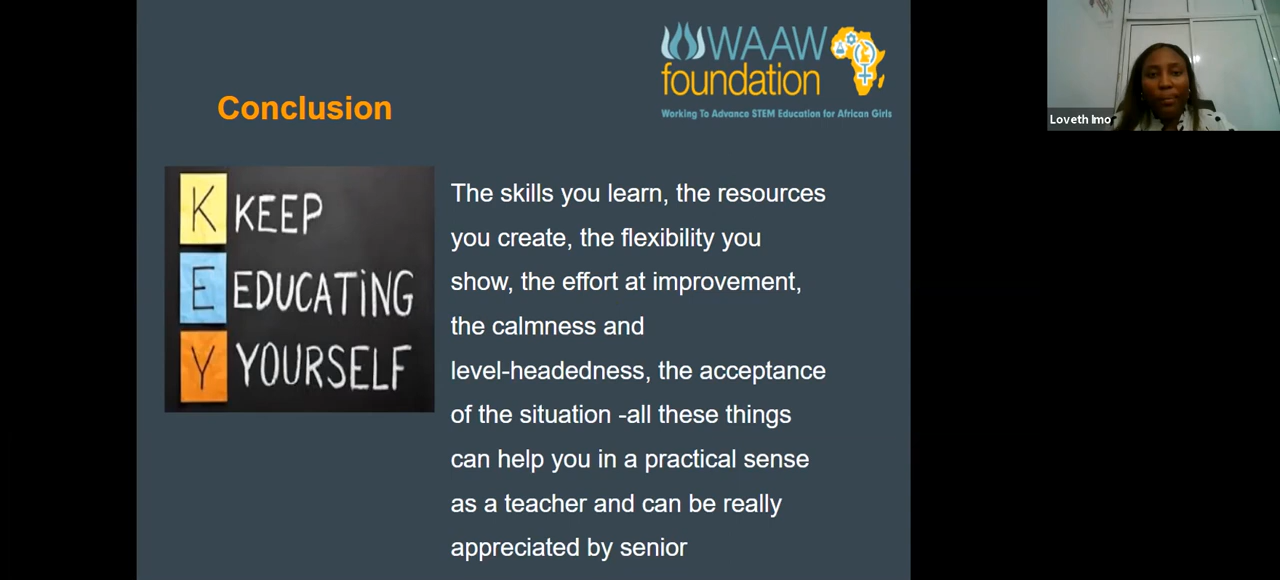 WAAW
foundation
Working To Advance STEM Education for African Girls
Conclusion
K KEEP
E EDUCATING
Y YOURSELF
The skills you learn, the resources
you create, the flexibility you
show, the effort at improvement,
the calmness and
level-headedness, the acceptance
of the situation -all these things
can help you in a practical sense
as a teacher and can be really
appreciated by senior
Loveth Imo